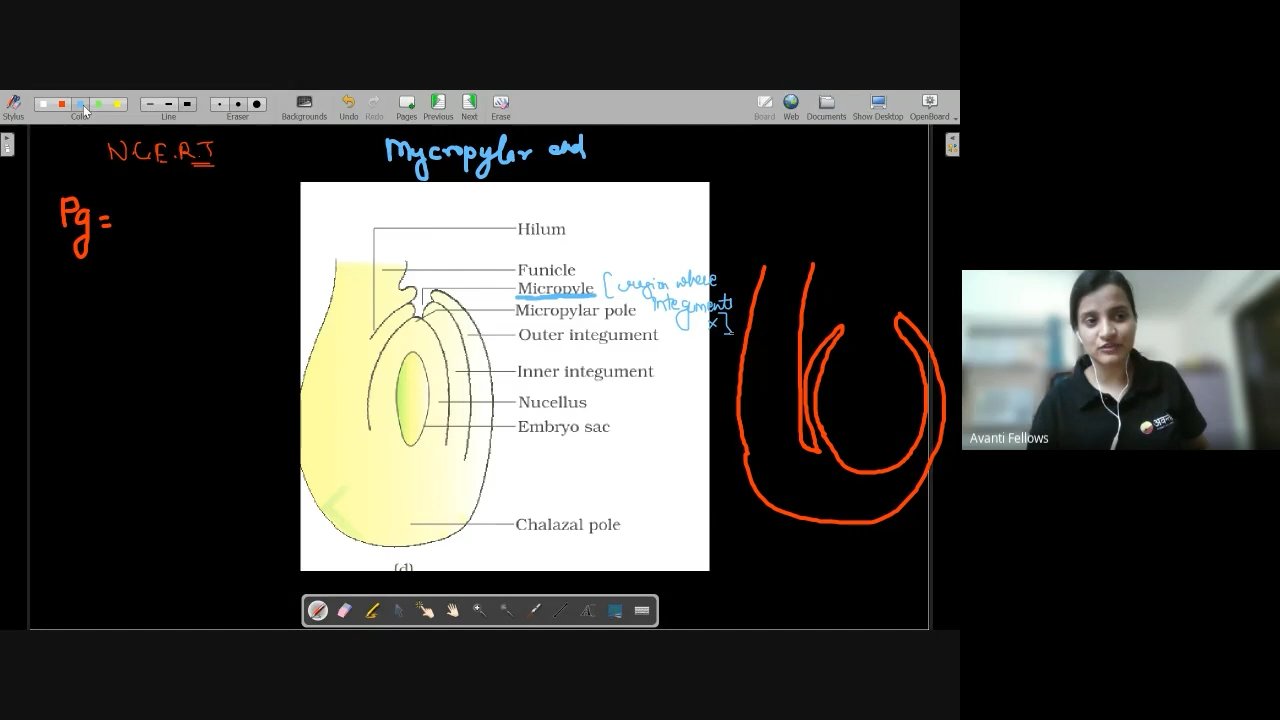 Stylus
Color
Line
Eraser
Backgrounds
Undo
Redo
Pages
Previous
Next
Erase
Board
Web
Documents
Show Desktop
OpenBoard
N.C.E.R.T
Mycropyler end
Pg=
Hilum
Funicle
Micropyle [region where
integuments
x]
Micropylar pole
Outer integument
Inner integument
Nucellus
Embryo sac
Chalazal pole
(d)
Avanti Fellows